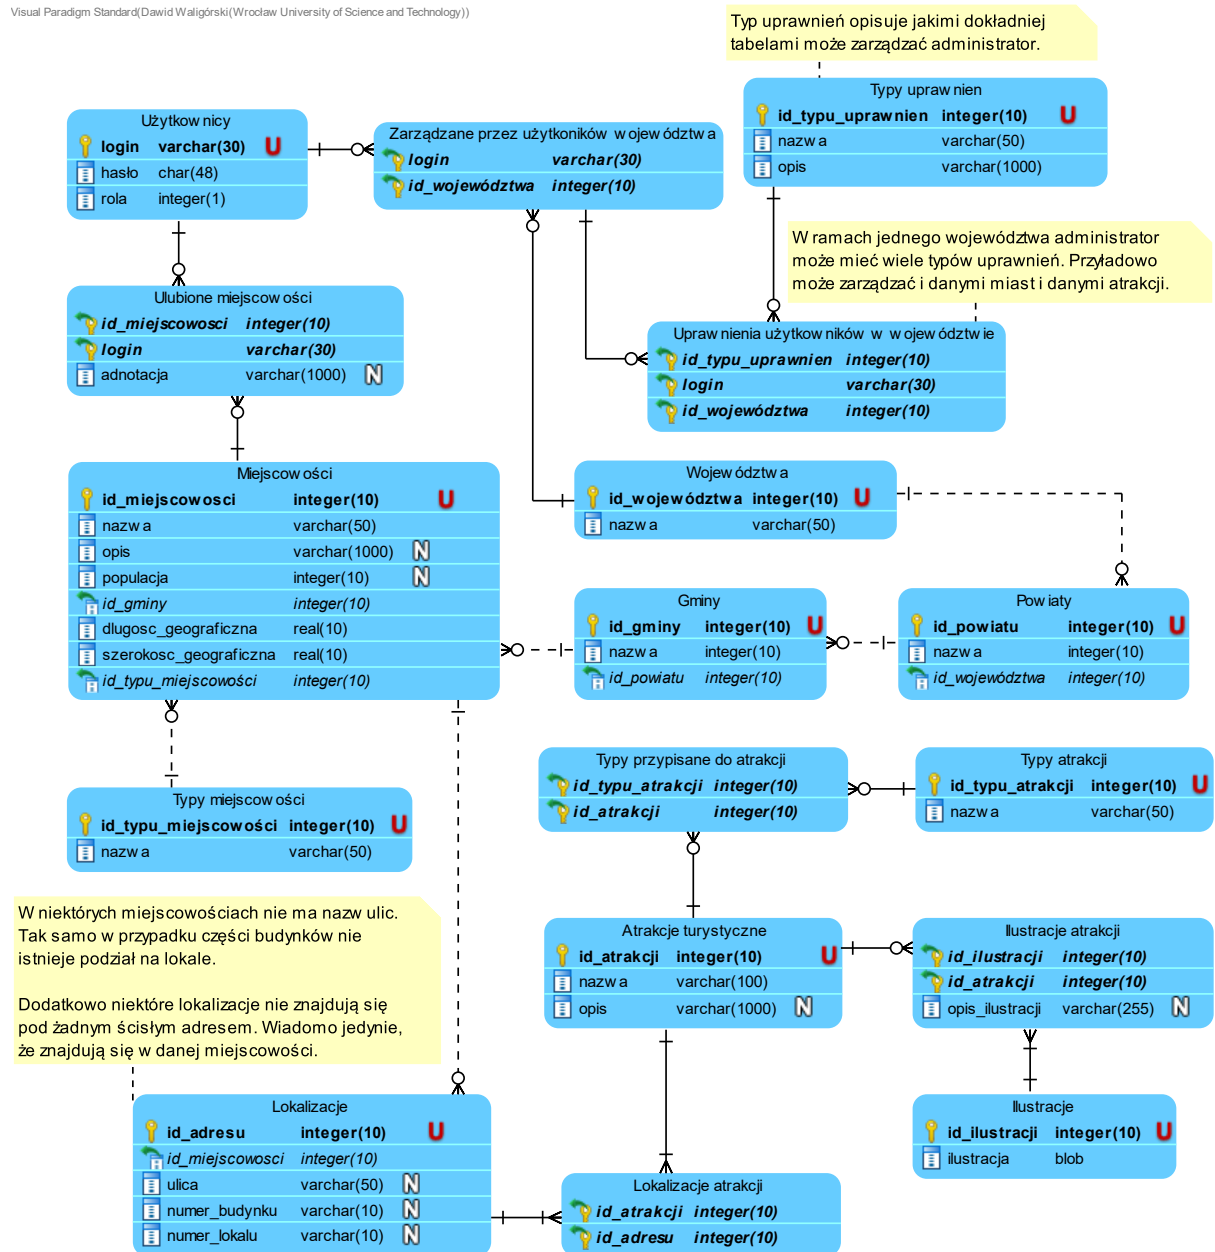 Visual Paradigm Standard(Dawid Waligórski(Wrocław University of Science and Technology))
Typ uprawnień opisuje jakimi dokładniej
tabelami może zarządzać administrator.
Użytkownicy
login varchar(30) U
hasło char(48)
rola integer(1)
Zarządzane przez użytkoników województwa
login varchar(30)
id_województwa integer(10)
Typy uprawnien
id_typu_uprawnien integer(10) U
nazwa varchar(50)
opis varchar(1000)
W ramach jednego województwa administrator
może mieć wiele typów uprawnień. Przyładowo
może zarządzać i danymi miast i danymi atrakcji.
Ulubione miejscowości
id_miejscowosci integer(10)
login varchar(30)
adnotacja varchar(1000) N
Uprawnienia użytkowników w województwie
id_typu_uprawnien integer(10)
login varchar(30)
id_województwa integer(10)
Miejscowości
id_miejscowosci integer(10) U
nazwa varchar(50)
opis varchar(1000) N
populacja integer(10) N
id_gminy integer(10)
dlugosc_geograficzna real(10)
szerokosc_geograficzna real(10)
id_typu_miejscowości integer(10)
Województwa
id_województwa integer(10) U
nazwa varchar(50)
Gminy
id_gminy integer(10) U
nazwa integer(10)
id_powiatu integer(10)
Powiaty
id_powiatu integer(10) U
nazwa integer(10)
id_województwa integer(10)
Typy miejscowości
id_typu_miejscowości integer(10) U
nazwa varchar(50)
Typy przypisane do atrakcji
id_typu_atrakcji integer(10)
id_atrakcji integer(10)
Typy atrakcji
id_typu_atrakcji integer(10) U
nazwa varchar(50)
W niektórych miejscowościach nie ma nazw ulic.
Tak samo w przypadku części budynków nie
istnieje podział na lokale.
Dodatkowo niektóre lokalizacje nie znajdują się
pod żadnym ścisłym adresem. Wiadomo jedynie,
że znajdują się w danej miejscowości.
Atrakcje turystyczne
id_atrakcji integer(10) U
nazwa varchar(100)
opis varchar(1000) N
Ilustracje atrakcji
id_ilustracji integer(10)
id_atrakcji integer(10)
opis_ilustracji varchar(255) N
Lokalizacje
id_adresu integer(10) U
id_miejscowosci integer(10)
ulica varchar(50) N
numer_budynku varchar(10) N
numer_lokalu varchar(10) N
Ilustracje
id_ilustracji integer(10) U
ilustracja blob
Lokalizacje atrakcji
id_atrakcji integer(10)
id_adresu integer(10)